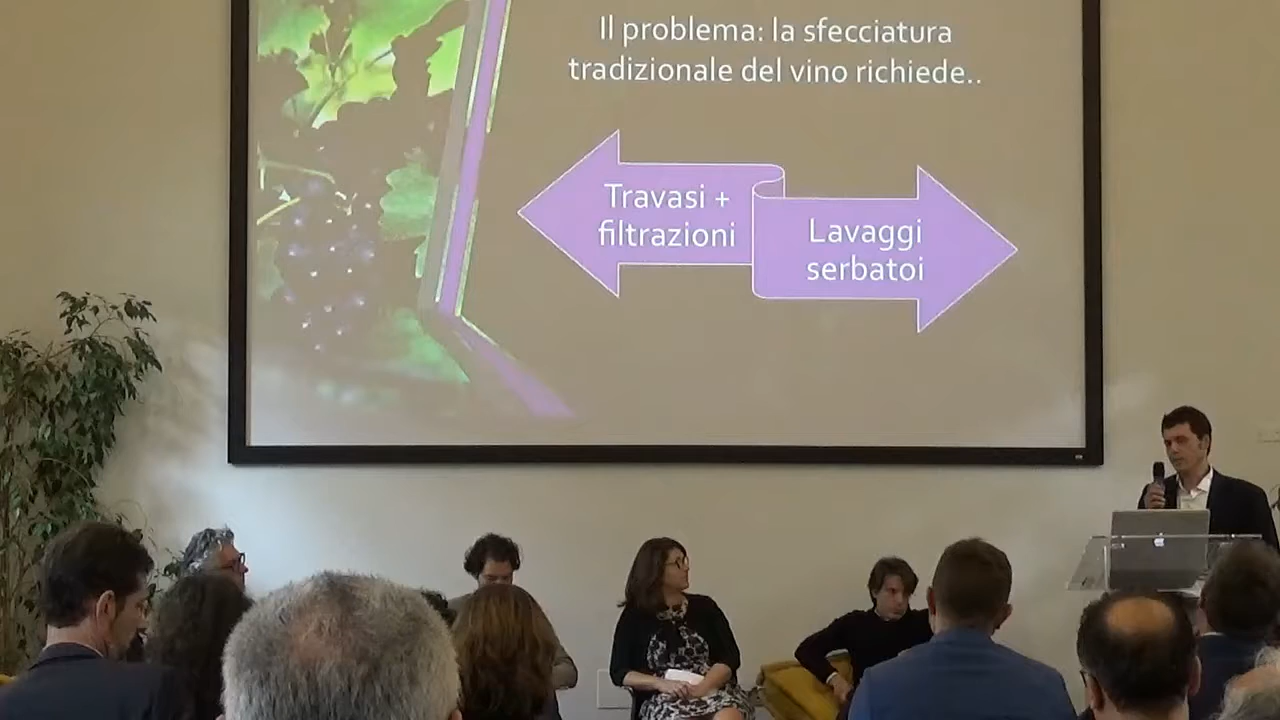 Il problema: la sfecciatura
tradizionale del vino richiede..
Travasi +
filtrazioni
Lavaggi
serbatoi